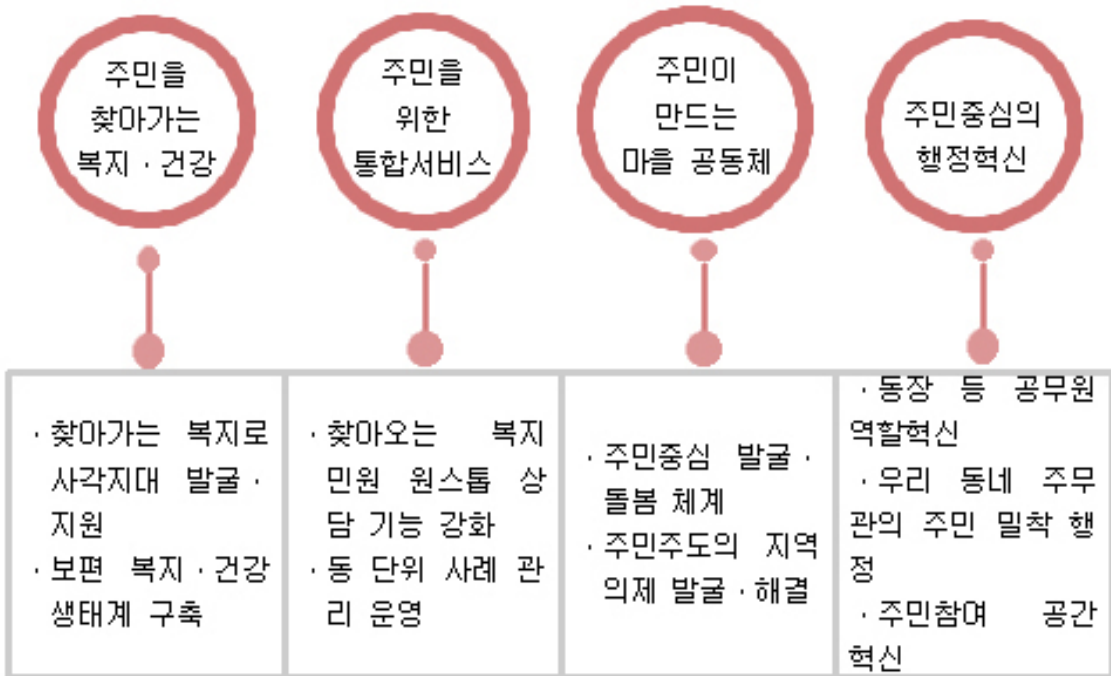 주민을
찾아가는
복지 · 건강
주민을
위한
통합서비스
주민이
만드는
마을 공동체
주민중심의
행정혁신
· 찾아가는 복지로
사각지대 발굴 ·
지원
· 보편 복지 · 건강
생태계 구축
· 찾아오는 복지
민원 원스톱 상
담 기능 강화
· 동 단위 사례 관
리 운영
· 주민중심 발굴 ·
돌봄 체계
· 주민주도의 지역
의제 발굴 · 해결
· 동장 등 공무원
역할혁신
· 우리 동네 주무
관의 주민 밀착 행
정
· 주민참여 공간
혁신